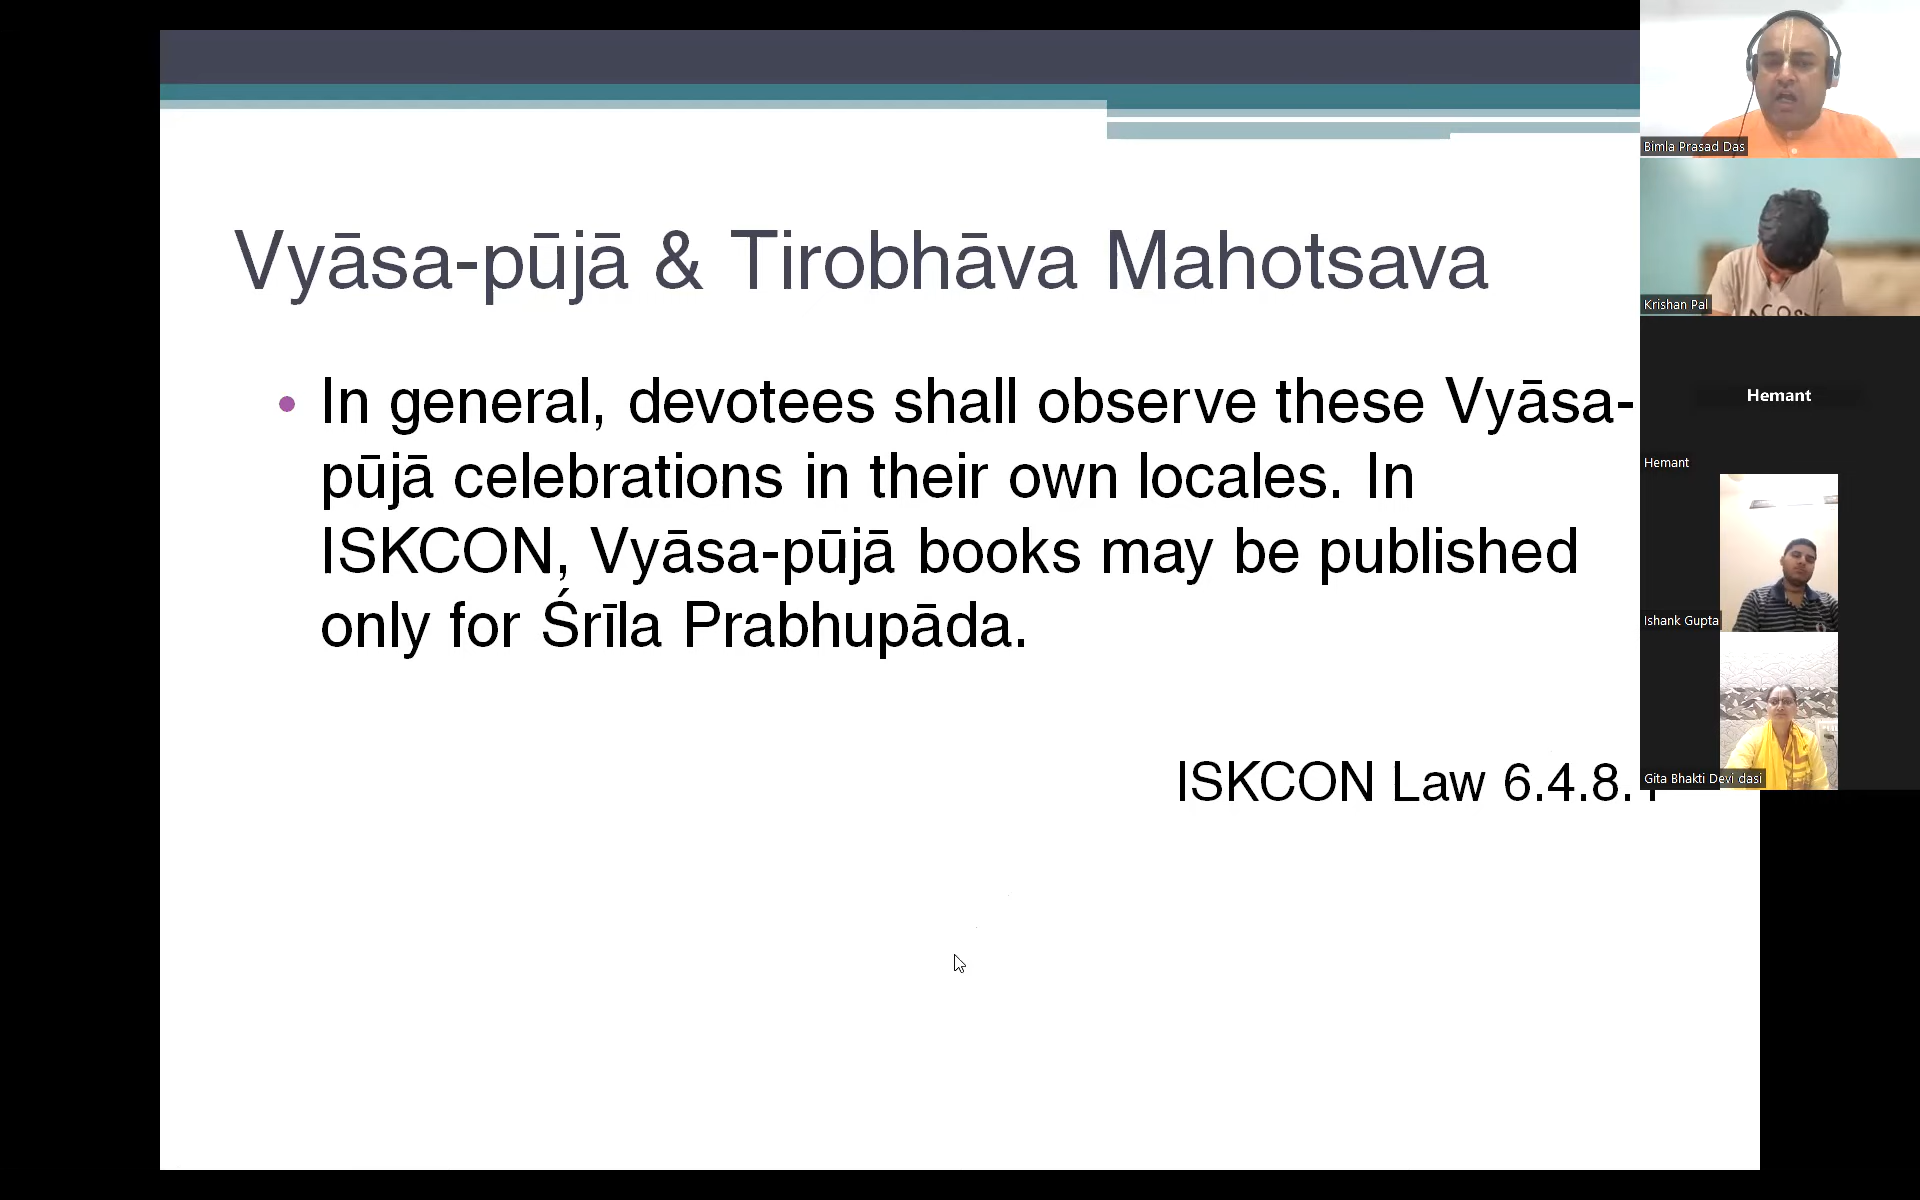 Vyāsa-pūjā & Tirobhāva Mahotsava
• In general, devotees shall observe these Vyāsa-
pūjā celebrations in their own locales. In
ISKCON, Vyāsa-pūjā books may be published
only for Śrīla Prabhupāda.
ISKCON Law 6.4.8.1
Bimla Prasad Das
Krishan Pal
Hemant
Hemant
Ishank Gupta
Gita Bhakti Devi dasi